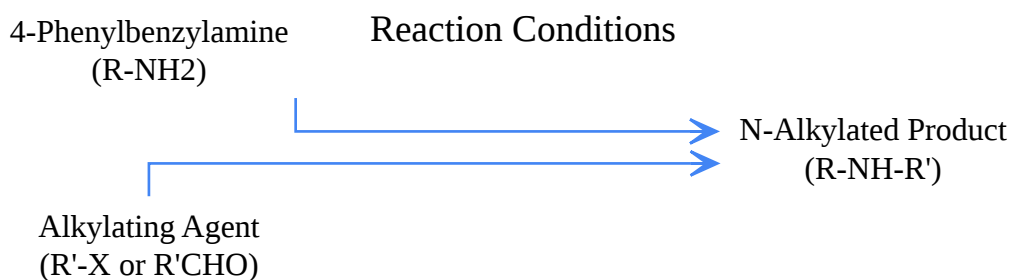 4-Phenylbenzylamine
(R-NH2)
Reaction Conditions
N-Alkylated Product
(R-NH-R')
Alkylating Agent
(R'-X or R'CHO)